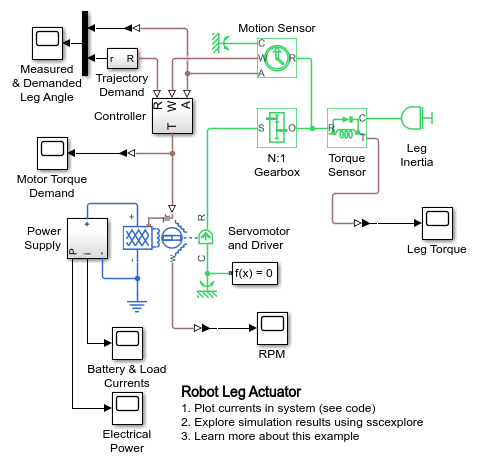 Motion Sensor
C
W
A
R
r
R
Measured
& Demanded
Leg Angle
Trajectory
Demand
Controller
R
W
A
T
S
O
N:1
Gearbox
R
C
T
Torque
Sensor
Leg
Inertia
Motor Torque
Demand
Power
Supply
+
P
i
-
+
-
Tr
w
R
C
Servomotor
and Driver
f(x) = 0
Leg Torque
RPM
Battery & Load
Currents
Electrical
Power
Robot Leg Actuator
1. Plot currents in system (see code)
2. Explore simulation results using sscexplore
3. Learn more about this example